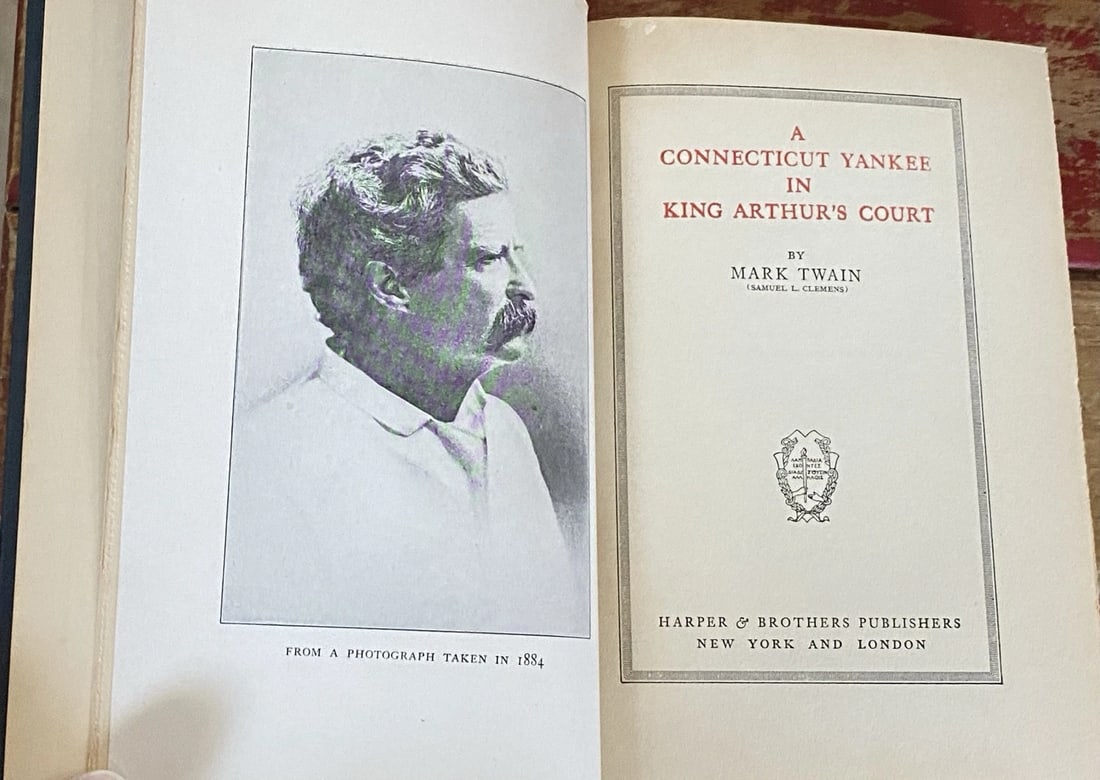 FROM A PHOTOGRAPH TAKEN IN 1884
A
CONNECTICUT YANKEE
IN
KING ARTHUR'S COURT
BY
MARK TWAIN
(SAMUEL L. CLEMENS)
HARPER & BROTHERS PUBLISHERS
NEW YORK AND LONDON